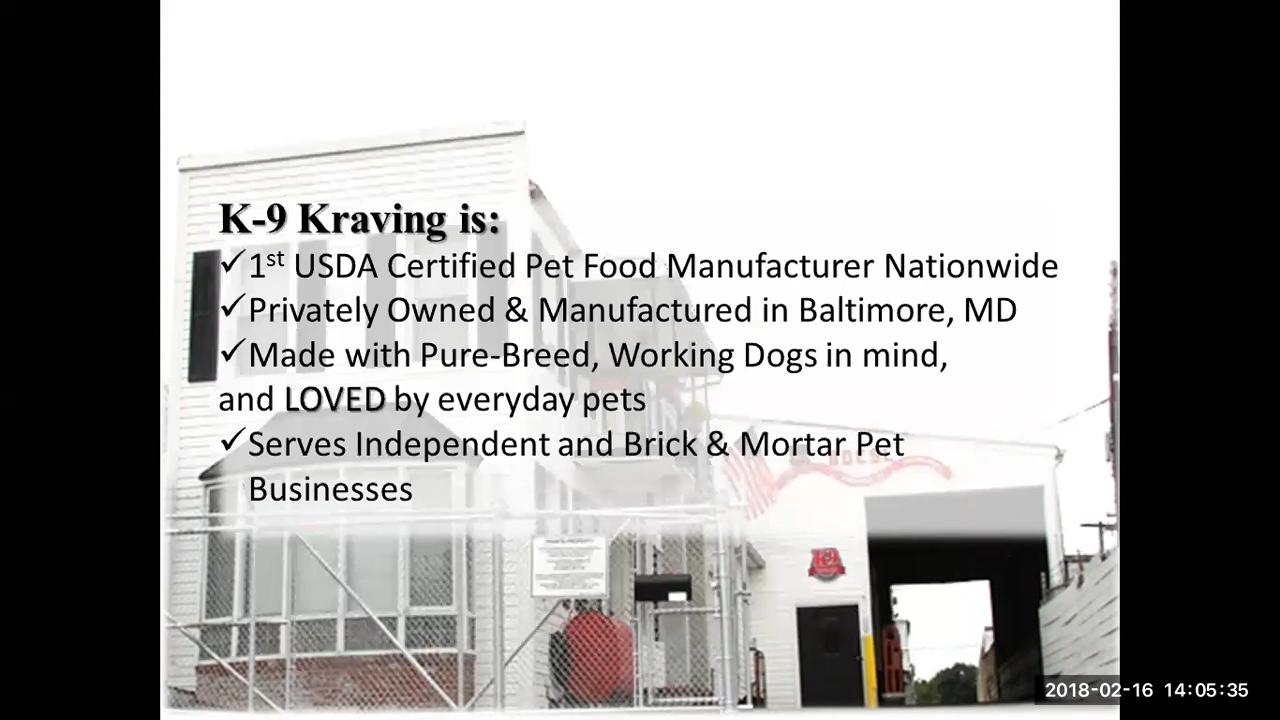 K-9 Kraving is:
✓1st USDA Certified Pet Food Manufacturer Nationwide
✓Privately Owned & Manufactured in Baltimore, MD
✓Made with Pure-Breed, Working Dogs in mind,
and LOVED by everyday pets
✓Serves Independent and Brick & Mortar Pet
Businesses
K-9
2018-02-16 14:05:35